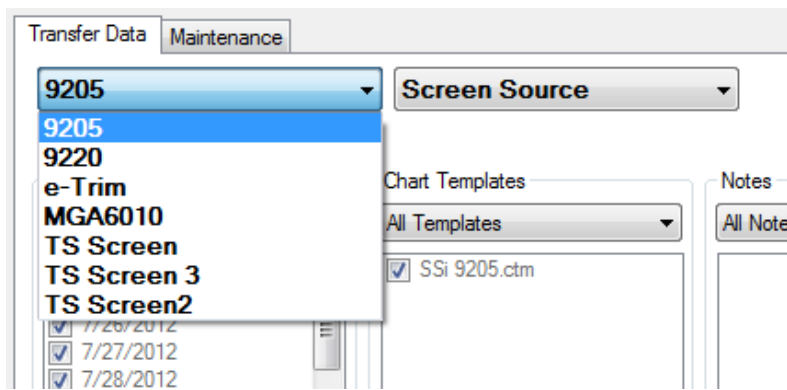 Transfer Data Maintenance
9205 Screen Source
9205
9220
e-Trim
MGA6010
TS Screen
TS Screen 3
TS Screen2
Chart Templates Notes
All Templates All Note
SSi 9205.ctm
7/26/2012
7/27/2012
7/28/2012